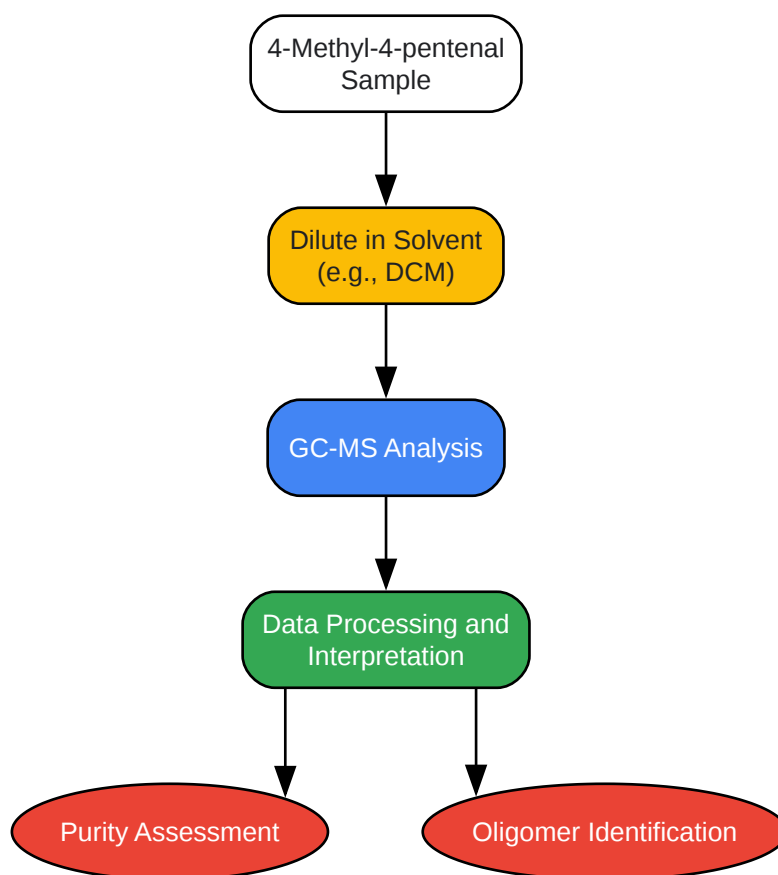 4-Methyl-4-pentenal
Sample
Dilute in Solvent
(e.g., DCM)
GC-MS Analysis
Data Processing and
Interpretation
Purity Assessment
Oligomer Identification